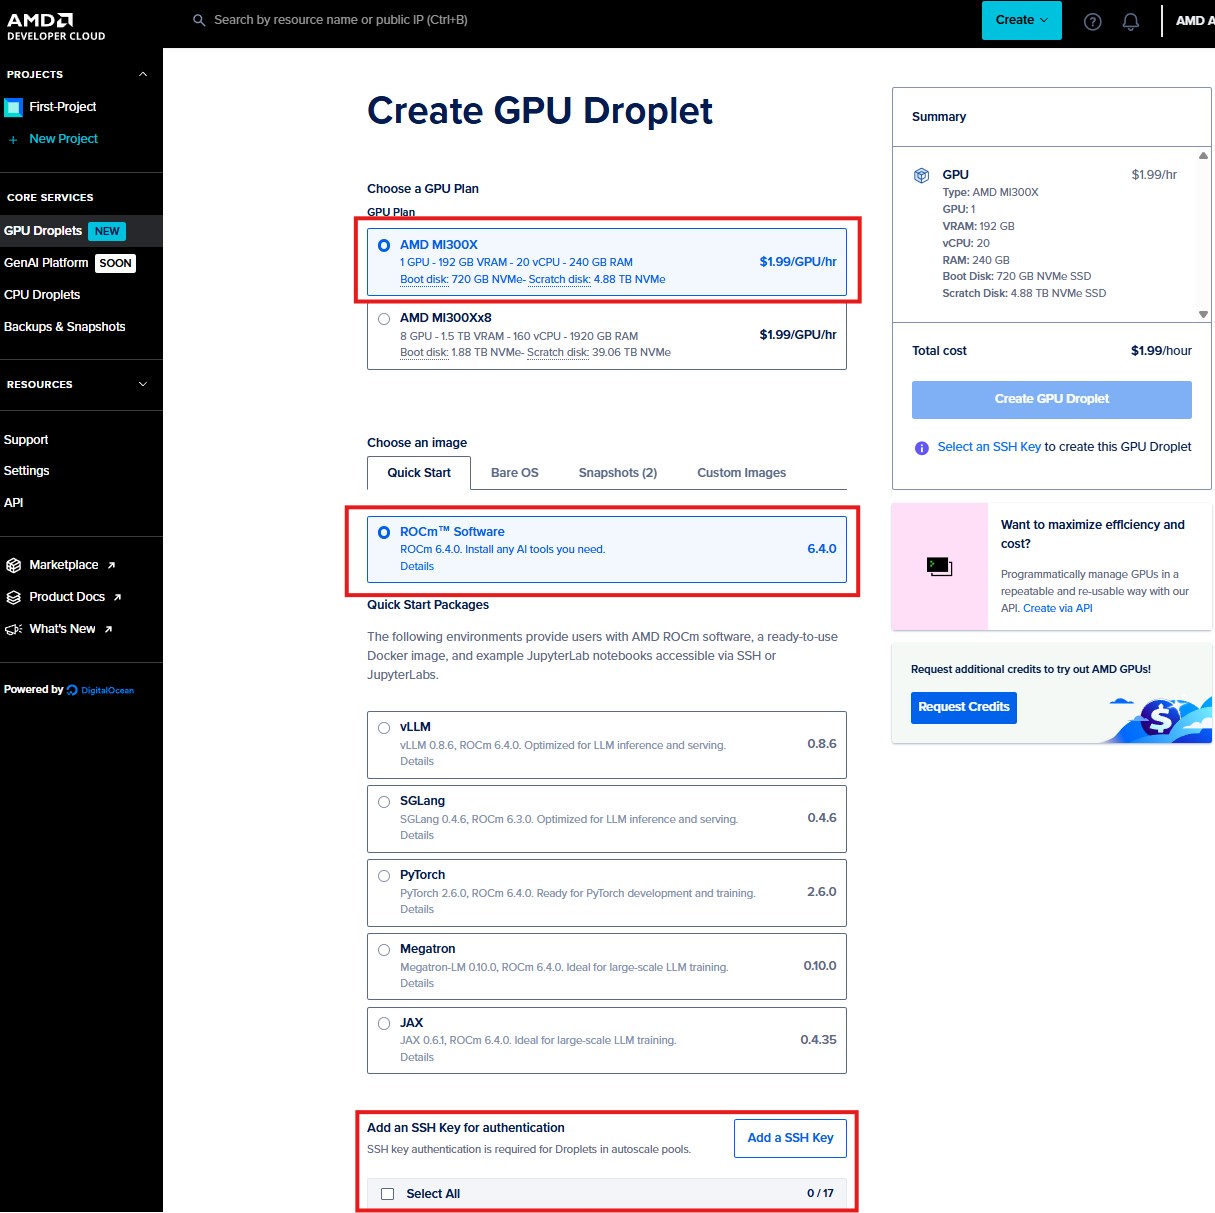 AMD
DEVELOPER CLOUD
Search by resource name or public IP (Ctrl+B)
Create
AMD A
PROJECTS
First-Project
+ New Project
CORE SERVICES
GPU Droplets NEW
GenAI Platform SOON
CPU Droplets
Backups & Snapshots
RESOURCES
Support
Settings
API
Marketplace
Product Docs
What's New
Powered by DigitalOcean
Create GPU Droplet
Choose a GPU Plan
GPU Plan
AMD MI300X
1 GPU - 192 GB VRAM - 20 vCPU - 240 GB RAM
$1.99/GPU/hr
Boot disk: 720 GB NVMe- Scratch disk: 4.88 TB NVMe
AMD MI300Xx8
8 GPU - 1.5 TB VRAM - 160 vCPU - 1920 GB RAM
$1.99/GPU/hr
Boot disk: 1.88 TB NVMe- Scratch disk: 39.06 TB NVMe
Choose an image
Quick Start
Bare OS
Snapshots (2)
Custom Images
ROCm™ Software
ROCm 6.4.0. Install any AI tools you need.
6.4.0
Details
Quick Start Packages
The following environments provide users with AMD ROCm software, a ready-to-use
Docker image, and example JupyterLab notebooks accessible via SSH or
JupyterLabs.
vLLM
vLLM 0.8.6, ROCm 6.4.0. Optimized for LLM inference and serving.
0.8.6
Details
SGLang
SGLang 0.4.6, ROCm 6.3.0. Optimized for LLM inference and serving.
0.4.6
Details
PyTorch
PyTorch 2.6.0, ROCm 6.4.0. Ready for PyTorch development and training.
2.6.0
Details
Megatron
Megatron-LM 0.10.0, ROCm 6.4.0. Ideal for large-scale LLM training.
0.10.0
Details
JAX
JAX 0.6.1, ROCm 6.4.0. Ideal for large-scale LLM training.
0.4.35
Details
Add an SSH Key for authentication
SSH key authentication is required for Droplets in autoscale pools.
Add a SSH Key
Select All
0 / 17
Summary
GPU
$1.99/hr
Type: AMD MI300X
GPU: 1
VRAM: 192 GB
vCPU: 20
RAM: 240 GB
Boot Disk: 720 GB NVMe SSD
Scratch Disk: 4.88 TB NVMe SSD
Total cost
$1.99/hour
Create GPU Droplet
Select an SSH Key to create this GPU Droplet
Want to maximize efficiency and
cost?
Programmatically manage GPUs in a
repeatable and re-usable way with our
API. Create via API
Request additional credits to try out AMD GPUs!
Request Credits